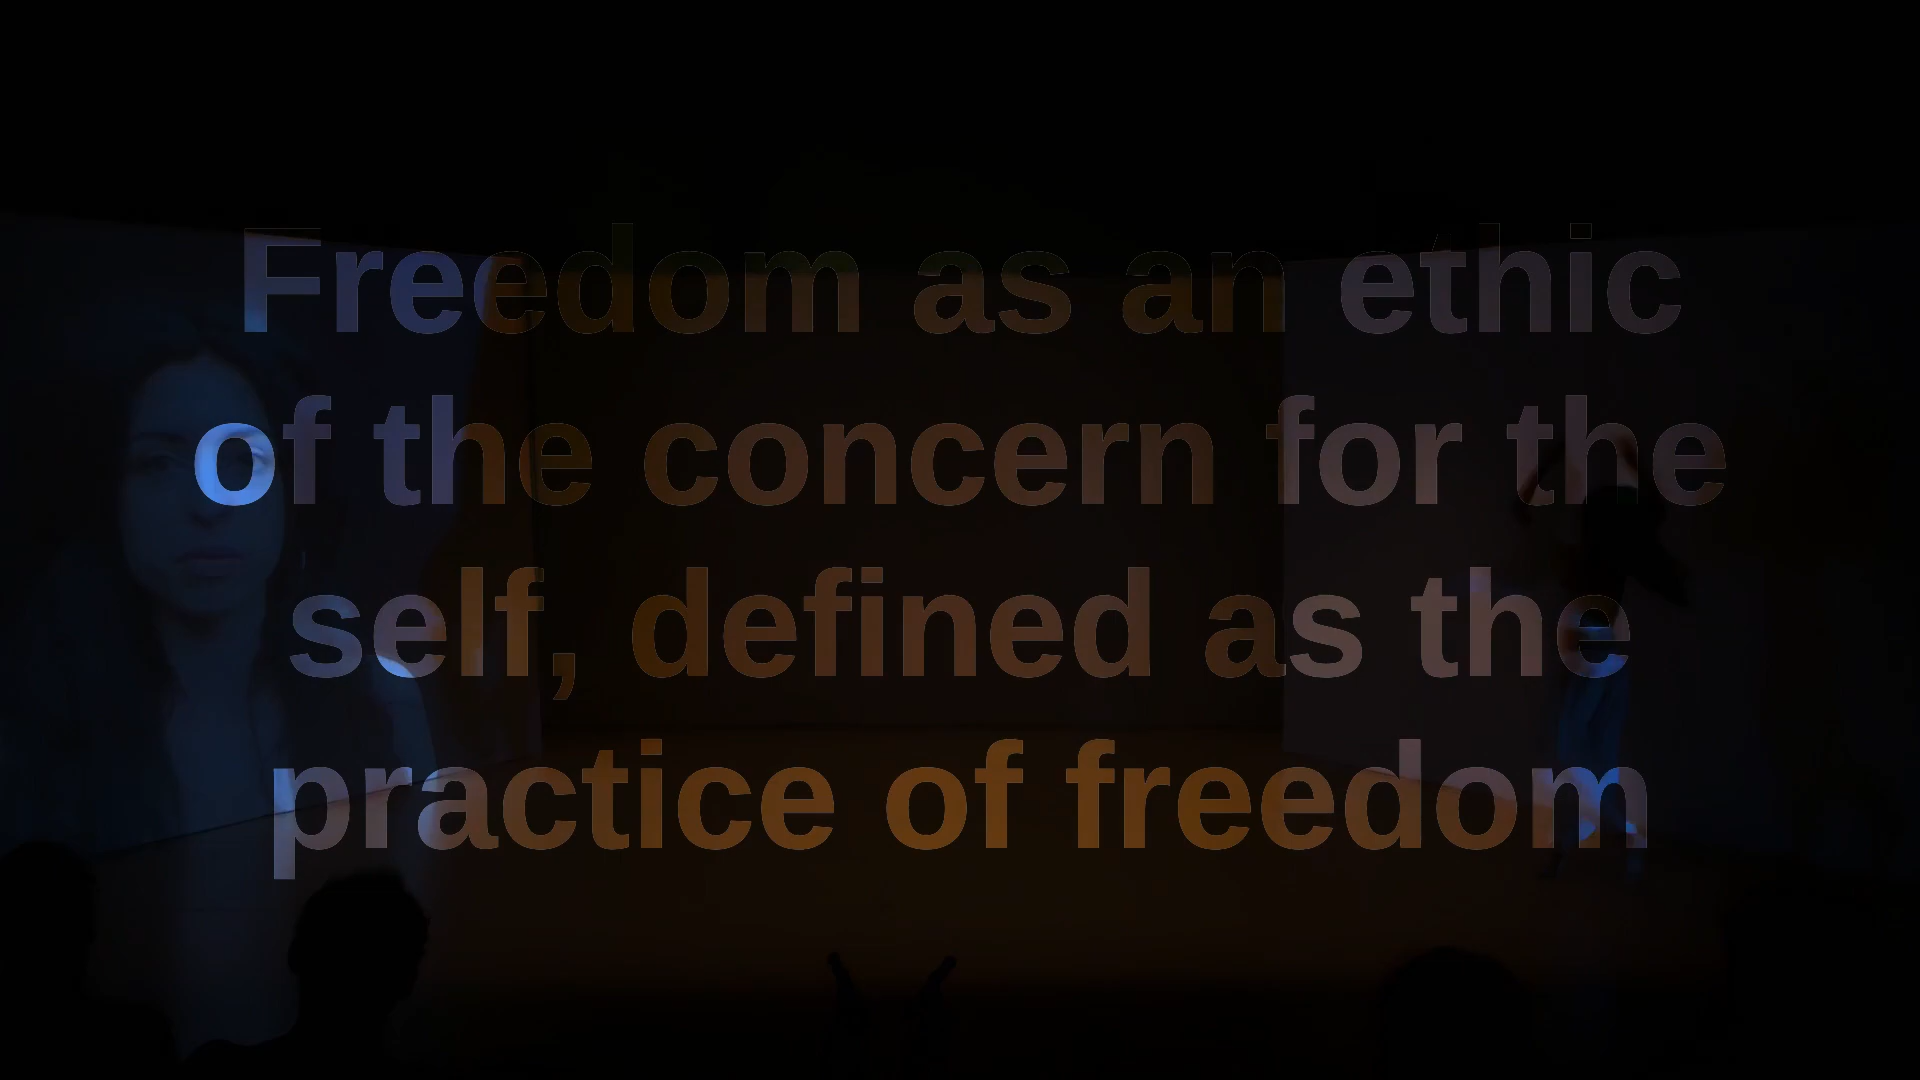 Freedom as an ethic
of the concern for the
self, defined as the
practice of freedom